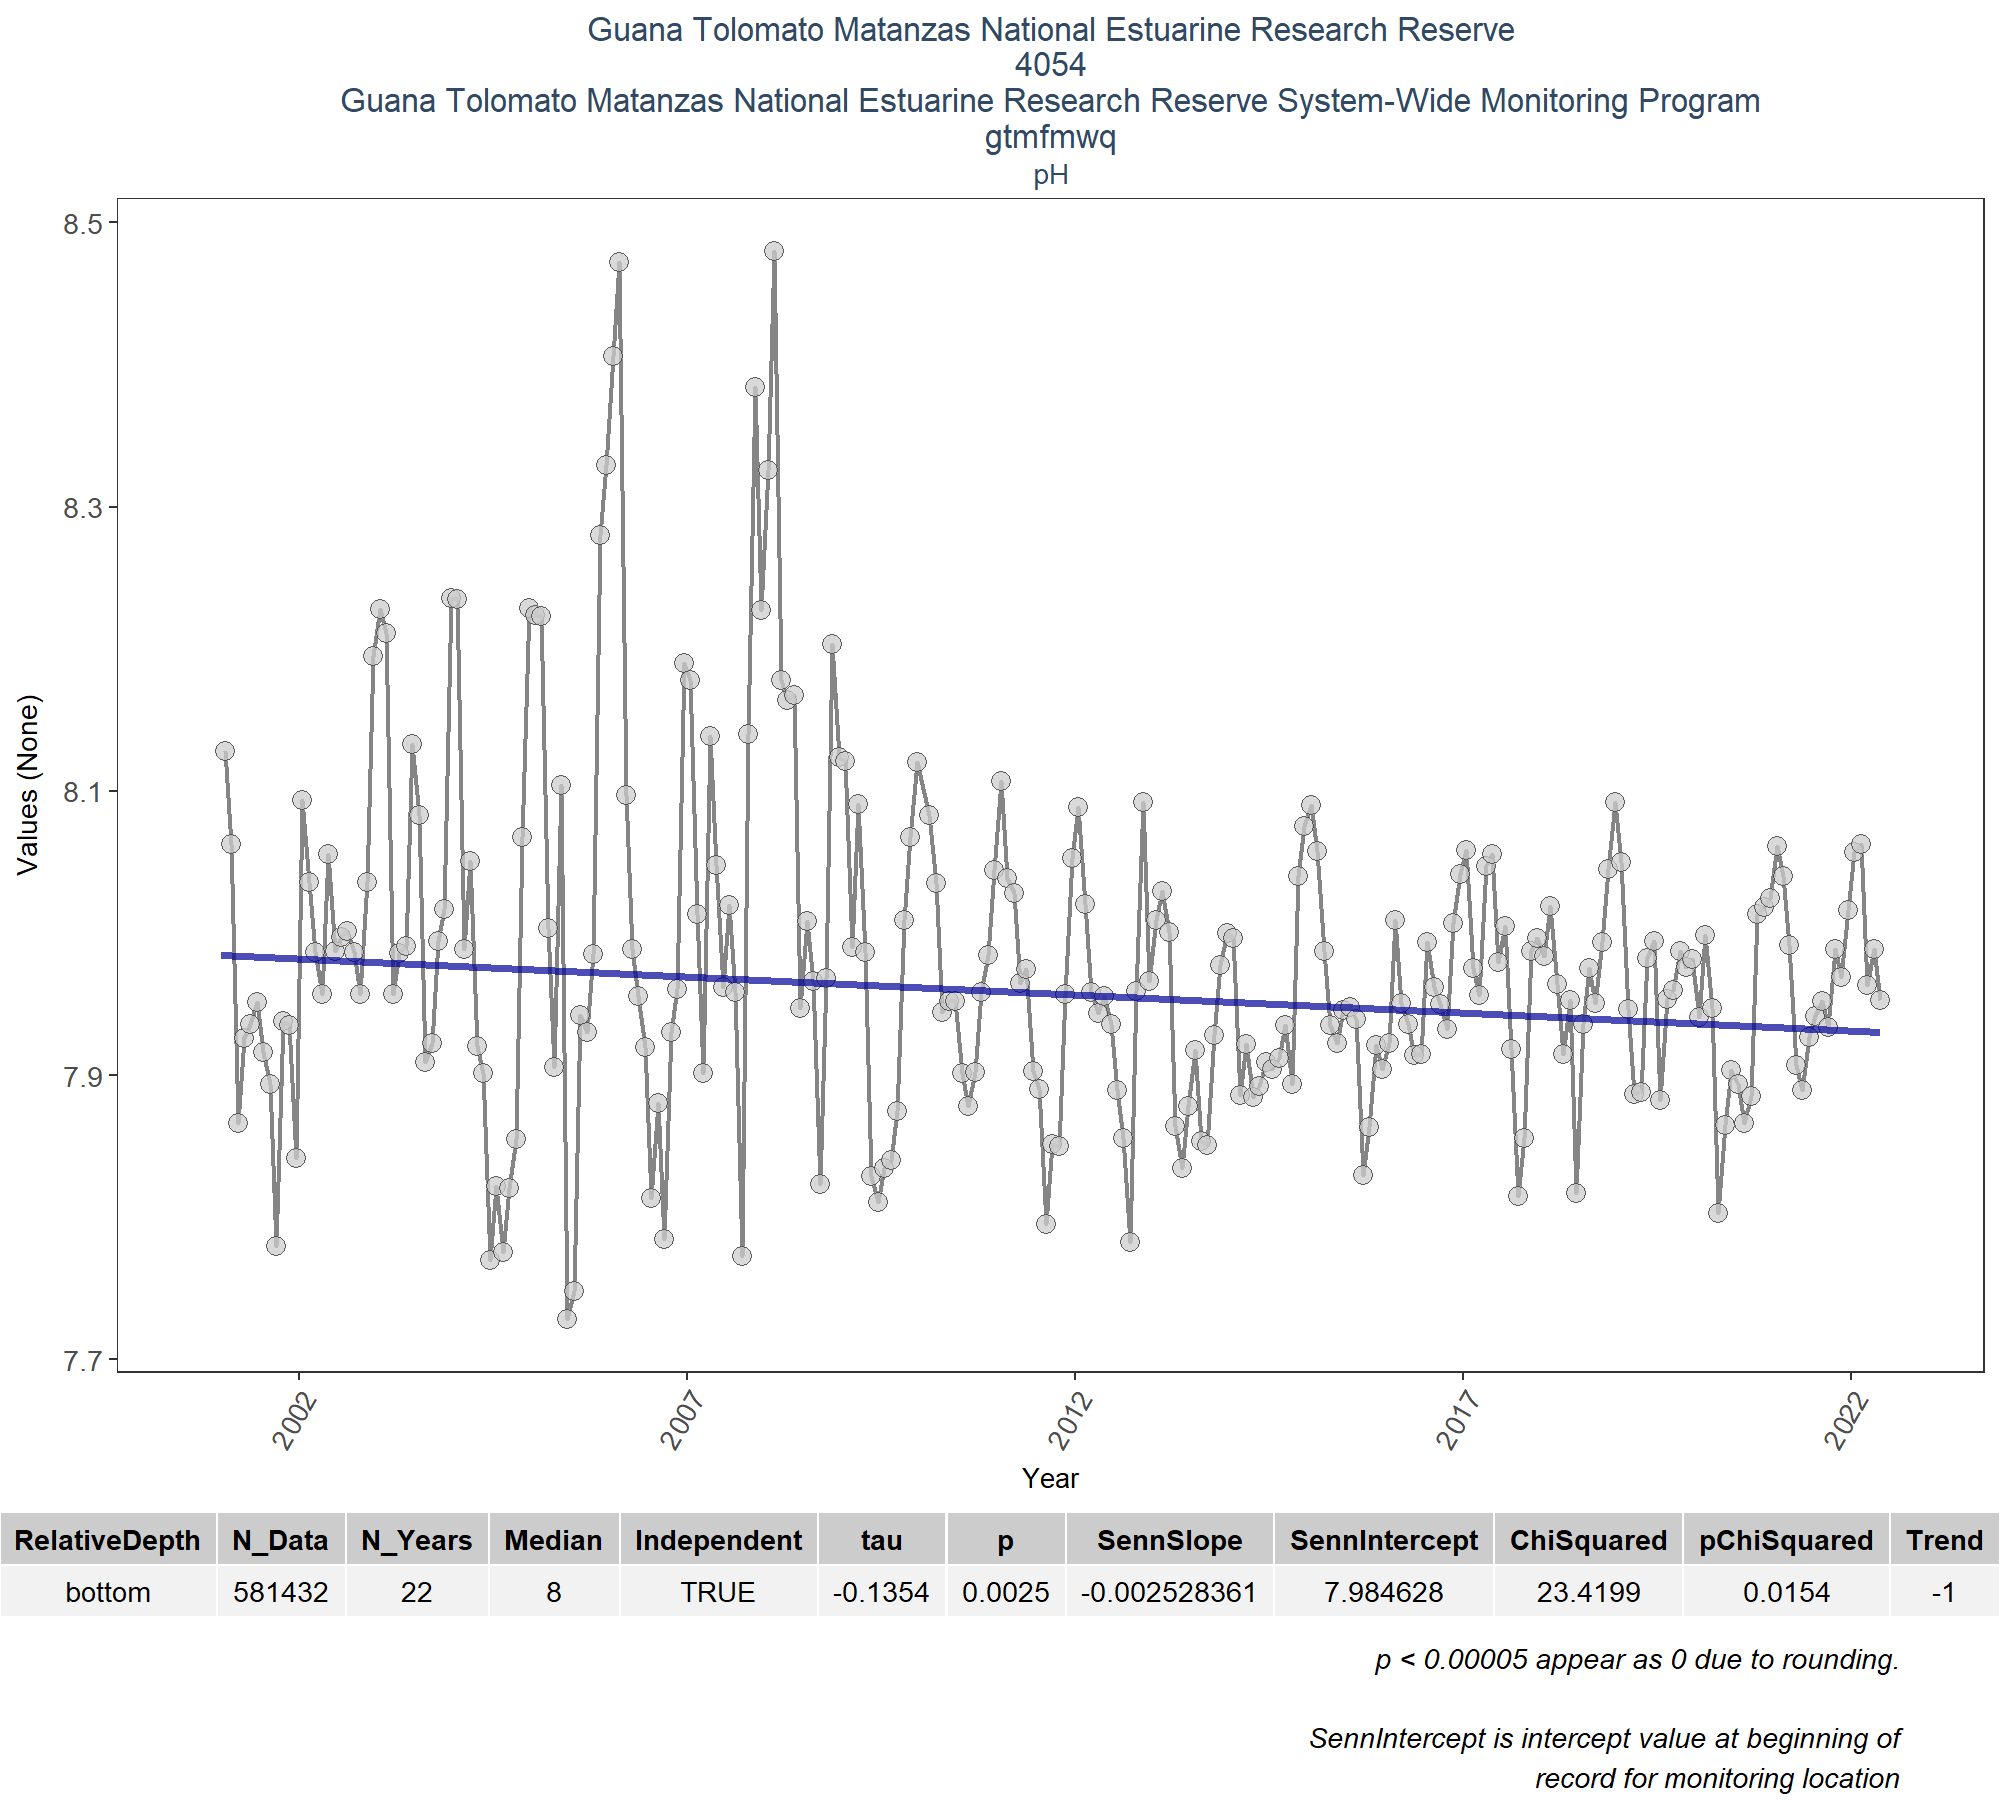 Guana Tolomato Matanzas National Estuarine Research Reserve
4054
Guana Tolomato Matanzas National Estuarine Research Reserve System-Wide Monitoring Program
gtmfmwq
pH
8.5
8.3
8.1
7.9
7.7
Values (None)
2002
2007
2012
2017
2022
Year
RelativeDepth N_Data N_Years Median Independent tau p SennSlope SennIntercept ChiSquared pChiSquared Trend
bottom 581432 22 8 TRUE -0.1354 0.0025 -0.002528361 7.984628 23.4199 0.0154 -1
p < 0.00005 appear as 0 due to rounding.
SennIntercept is intercept value at beginning of
record for monitoring location